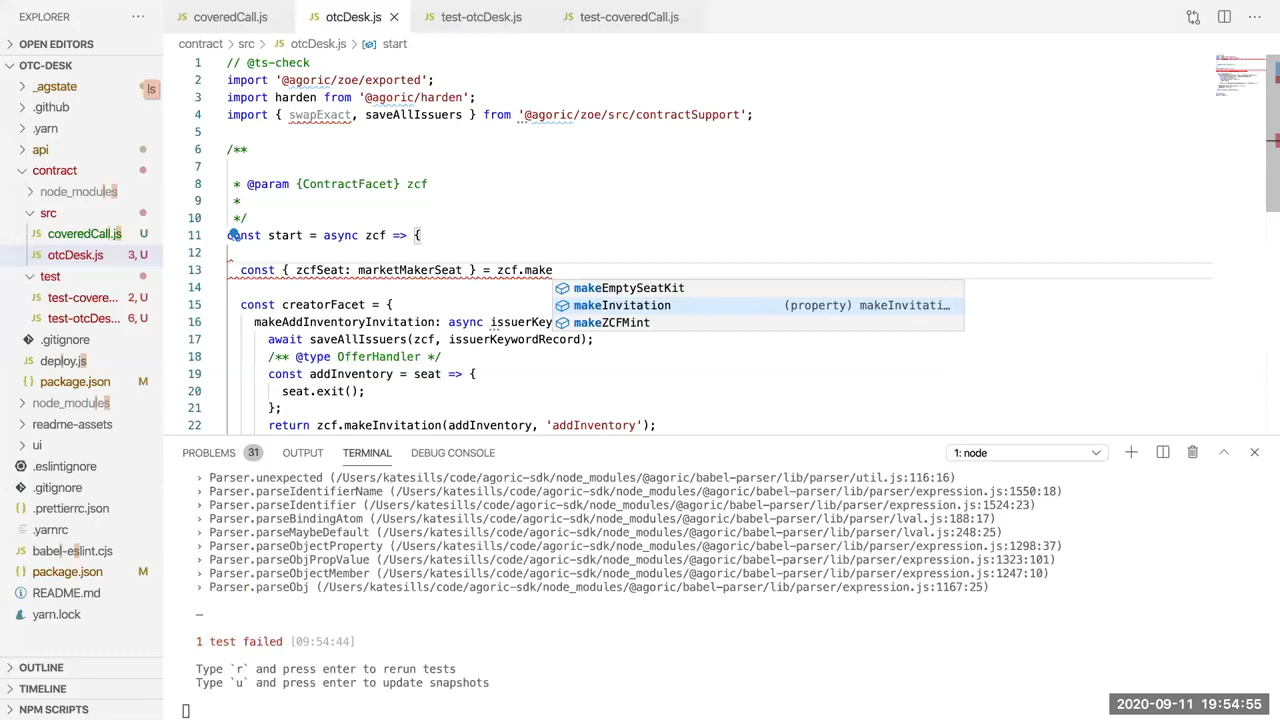 EXPLORER
OPEN EDITORS
OTC-DESK
_agstate
ls
.github
.yarn
api
contract
node_modules
src
JS coveredCall.js U
JS otcDesk.js 3, U
test
JS test-covere... 2, U
JS test-otcDes... 6, U
.gitignore
JS deploy.js
package.json M
node_modules
readme-assets
ui
.eslintignore
.gitignore
.prettierrc.json
.yarnrc
babel-eslint.cjs
package.json M
README.md
yarn.lock
OUTLINE
TIMELINE
NPM SCRIPTS
JS coveredCall.js JS otcDesk.js JS test-otcDesk.js JS test-coveredCall.js
contract > src > JS otcDesk.js > start
1 // @ts-check
2 import '@agoric/zoe/exported';
3 import harden from '@agoric/harden';
4 import { swapExact, saveAllIssuers } from '@agoric/zoe/src/contractSupport';
5
6 /**
7
8 * @param {ContractFacet} zcf
9 *
10 */
11 const start = async zcf => {
12
13 const { zcfSeat: marketMakerSeat } = zcf.make
makeEmptySeatKit
makeInvitation (property) makeInvitati…
makeZCFMint
14
15 const creatorFacet = {
16 makeAddInventoryInvitation: async issuerKey
17 await saveAllIssuers(zcf, issuerKeywordRecord);
18 /** @type OfferHandler */
19 const addInventory = seat => {
20 seat.exit();
21 };
22 return zcf.makeInvitation(addInventory, 'addInventory');
PROBLEMS 31 OUTPUT TERMINAL DEBUG CONSOLE 1: node
› Parser.unexpected (/Users/katesills/code/agoric-sdk/node_modules/@agoric/babel-parser/lib/parser/util.js:116:16)
› Parser.parseIdentifierName (/Users/katesills/code/agoric-sdk/node_modules/@agoric/babel-parser/lib/parser/expression.js:1550:18)
› Parser.parseIdentifier (/Users/katesills/code/agoric-sdk/node_modules/@agoric/babel-parser/lib/parser/expression.js:1524:23)
› Parser.parseBindingAtom (/Users/katesills/code/agoric-sdk/node_modules/@agoric/babel-parser/lib/parser/lval.js:188:17)
› Parser.parseMaybeDefault (/Users/katesills/code/agoric-sdk/node_modules/@agoric/babel-parser/lib/parser/lval.js:248:25)
› Parser.parseObjectProperty (/Users/katesills/code/agoric-sdk/node_modules/@agoric/babel-parser/lib/parser/expression.js:1298:37)
› Parser.parseObjPropValue (/Users/katesills/code/agoric-sdk/node_modules/@agoric/babel-parser/lib/parser/expression.js:1323:101)
› Parser.parseObjectMember (/Users/katesills/code/agoric-sdk/node_modules/@agoric/babel-parser/lib/parser/expression.js:1247:10)
› Parser.parseObj (/Users/katesills/code/agoric-sdk/node_modules/@agoric/babel-parser/lib/parser/expression.js:1167:25)
─
1 test failed [09:54:44]
Type `r` and press enter to rerun tests
Type `u` and press enter to update snapshots
2020-09-11 19:54:55